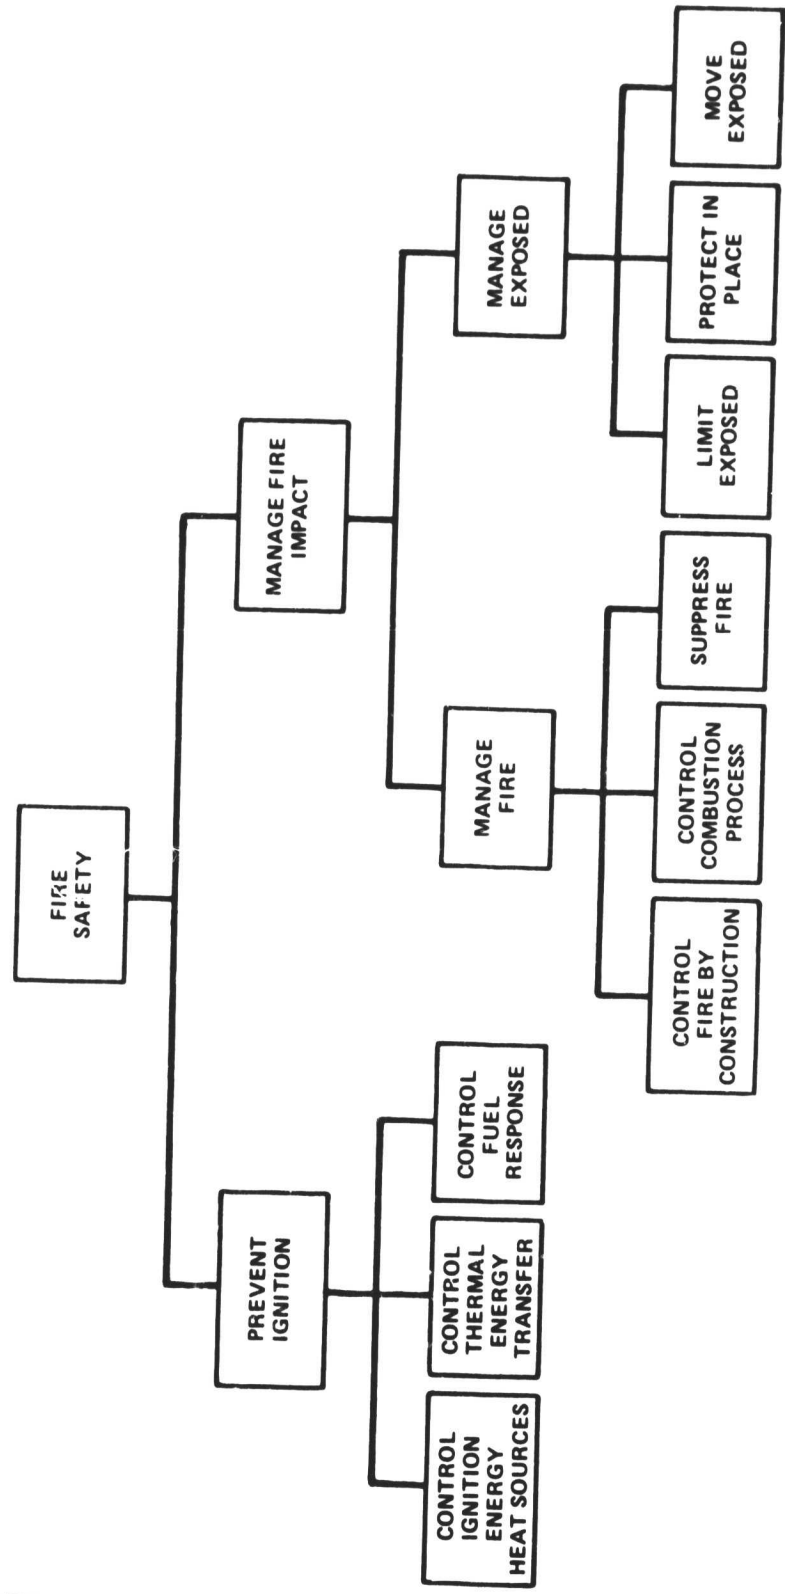 FIRE
SAFETY
PREVENT
IGNITION
MANAGE FIRE
IMPACT
CONTROL
IGNITION
ENERGY
HEAT SOURCES
CONTROL
THERMAL
ENERGY
TRANSFER
CONTROL
FUEL
RESPONSE
MANAGE
FIRE
MANAGE
EXPOSED
CONTROL
FIRE BY
CONSTRUCTION
CONTROL
COMBUSTION
PROCESS
SUPPRESS
FIRE
LIMIT
EXPOSED
PROTECT IN
PLACE
MOVE
EXPOSED